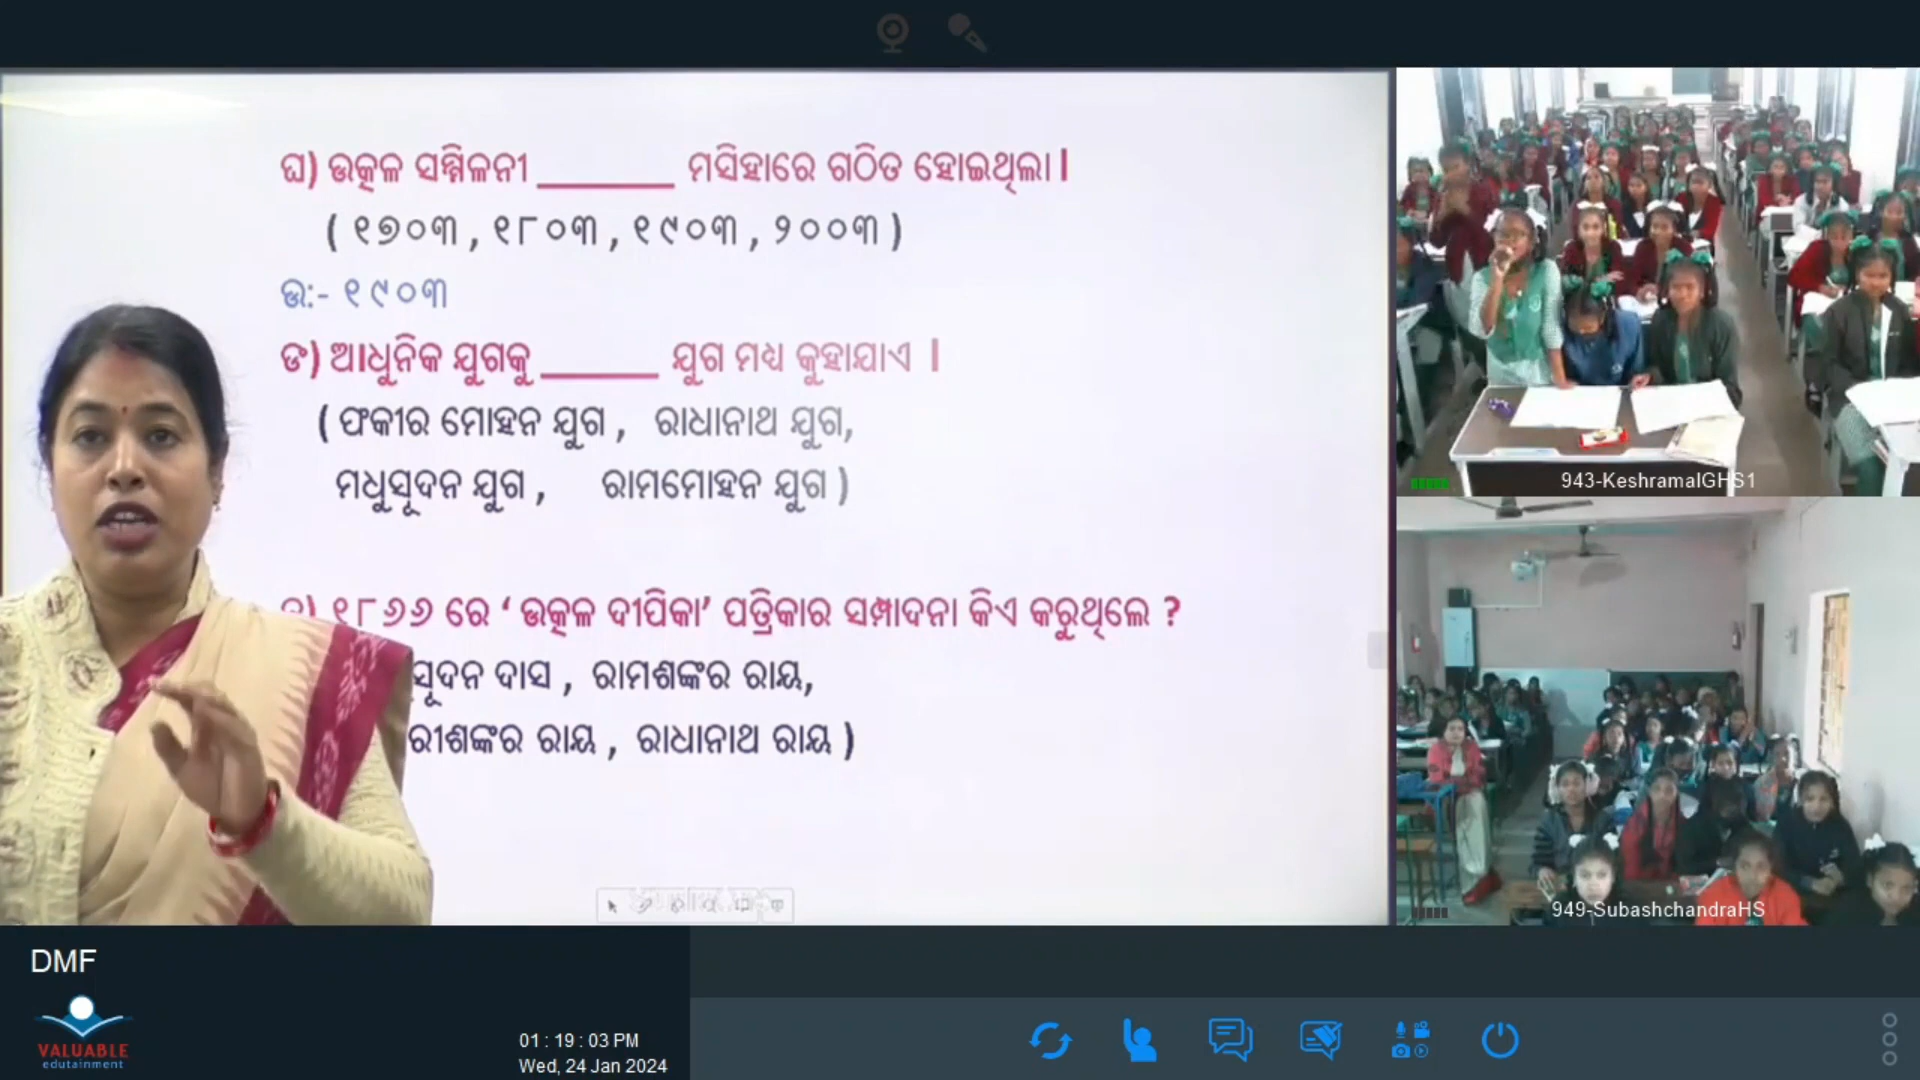 ଘ) ଉତ୍କଳ ସମ୍ମିଳନୀ ________ ମସିହାରେ ଗଠିତ ହୋଇଥିଲା ।
( ୧୭୦୩ , ୧୮୦୩ , ୧୯୦୩ , ୨୦୦୩ )
ଉ:- ୧୯୦୩
ଙ) ଆଧୁନିକ ଯୁଗକୁ _______ ଯୁଗ ମଧ୍ୟ କୁହାଯାଏ ।
( ଫକୀର ମୋହନ ଯୁଗ , ରାଧାନାଥ ଯୁଗ,
ମଧୁସୂଦନ ଯୁଗ , ରାମମୋହନ ଯୁଗ )
୧୮୬୬ ରେ ‘ ଉତ୍କଳ ଦୀପିକା’ ପତ୍ରିକାର ସମ୍ପାଦନା କିଏ କରୁଥିଲେ ?
ସୂଦନ ଦାସ , ରାମଶଙ୍କର ରାୟ,
ରୀଶଙ୍କର ରାୟ , ରାଧାନାଥ ରାୟ )
943-KeshramalGHS1
949-SubashchandraHS
DMF
VALUABLE
edutainment
01 : 19 : 03 PM
Wed, 24 Jan 2024